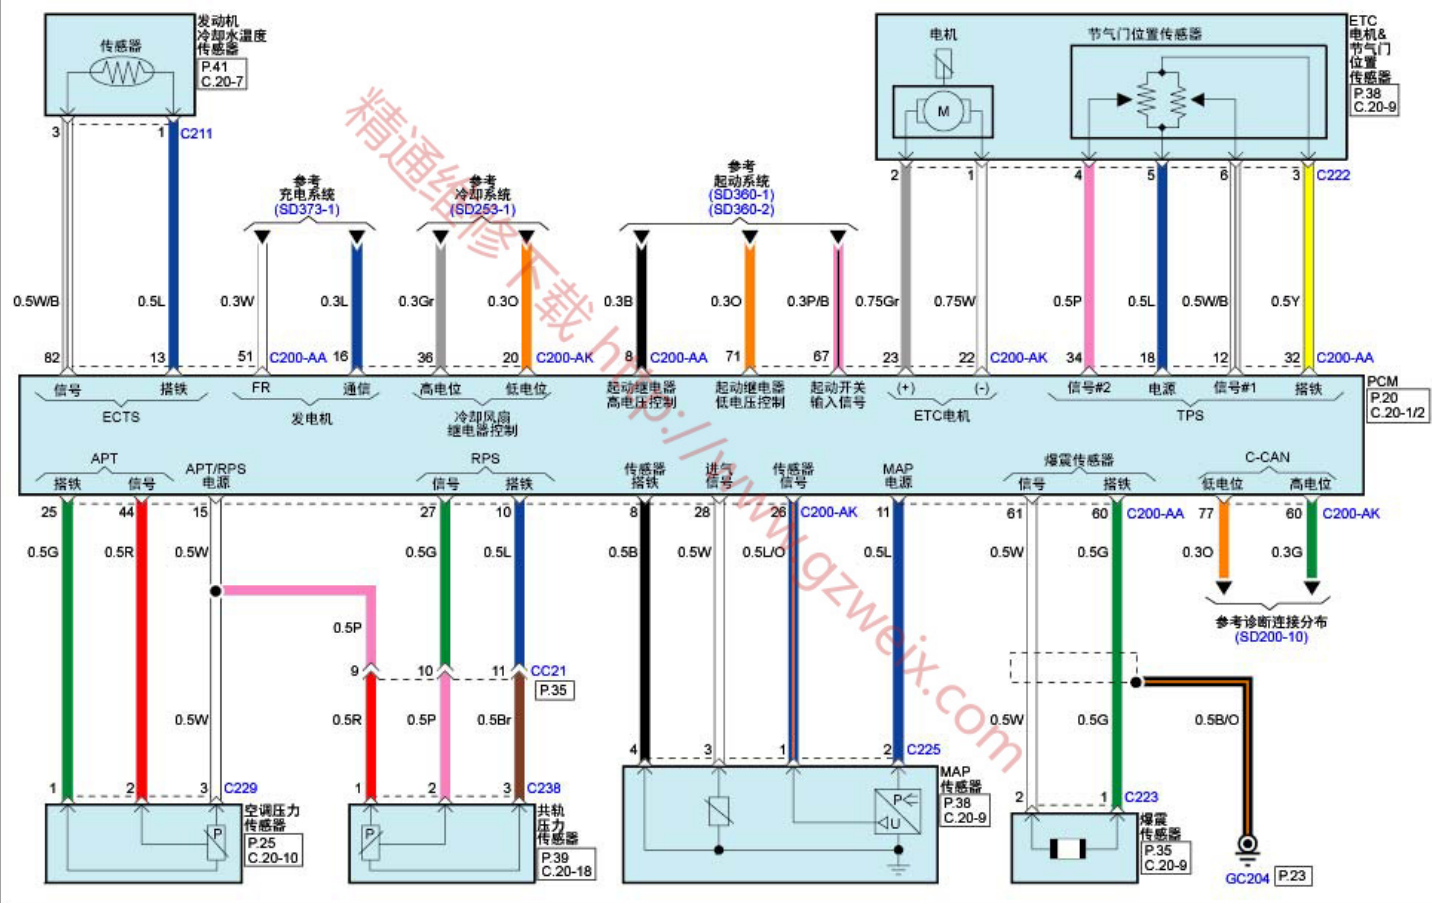 发动机
冷却水温度
传感器
P.41
C.20-7
传感器
3
1
C211
ETC
电机&
节气门
位置
传感器
P.38
C.20-9
电机
节气门位置传感器
M
2
1
4
5
6
3
C222
参考
充电系统
(SD373-1)
参考
冷却系统
(SD253-1)
参考
起动系统
(SD360-1)
(SD360-2)
0.5W/B
0.5L
0.3W
0.3L
0.3Gr
0.3O
0.3B
0.3O
0.3P/B
0.75Gr
0.75W
0.5P
0.5L
0.5W/B
0.5Y
82
13
51
C200-AA
16
36
20
C200-AK
8
C200-AA
71
67
23
22
C200-AK
34
18
12
32
C200-AA
信号
搭铁
FR
通信
高电位
低电位
起动继电器
高电压控制
起动继电器
低电压控制
起动开关
输入信号
(+)
(-)
信号#2
电源
信号#1
搭铁
ECTS
发电机
冷却风扇
继电器控制
ETC电机
TPS
PCM
P.20
C.20-1/2
APT
APT/RPS
电源
RPS
传感器
搭铁
进气
信号
传感器
信号
MAP
电源
爆震传感器
C-CAN
搭铁
信号
信号
搭铁
信号
搭铁
低电位
高电位
25
44
15
27
10
8
28
26
C200-AK
11
61
60
C200-AA
77
60
C200-AK
0.5G
0.5R
0.5W
0.5G
0.5L
0.5B
0.5W
0.5L/O
0.5L
0.5W
0.5G
0.3O
0.3G
参考诊断连接分布
(SD200-10)
0.5P
9
10
11
CC21
P.35
0.5W
0.5R
0.5P
0.5Br
0.5W
0.5G
0.5B/O
1
2
3
C229
1
2
3
C238
4
3
1
2
C225
2
1
C223
空调压力
传感器
P.25
C.20-10
P
共轨
压力
传感器
P.39
C.20-18
P
MAP
传感器
P.38
C.20-9
P
U
爆震
传感器
P.35
C.20-9
GC204
P.23
精通维修下载 http://www.gzweix.com